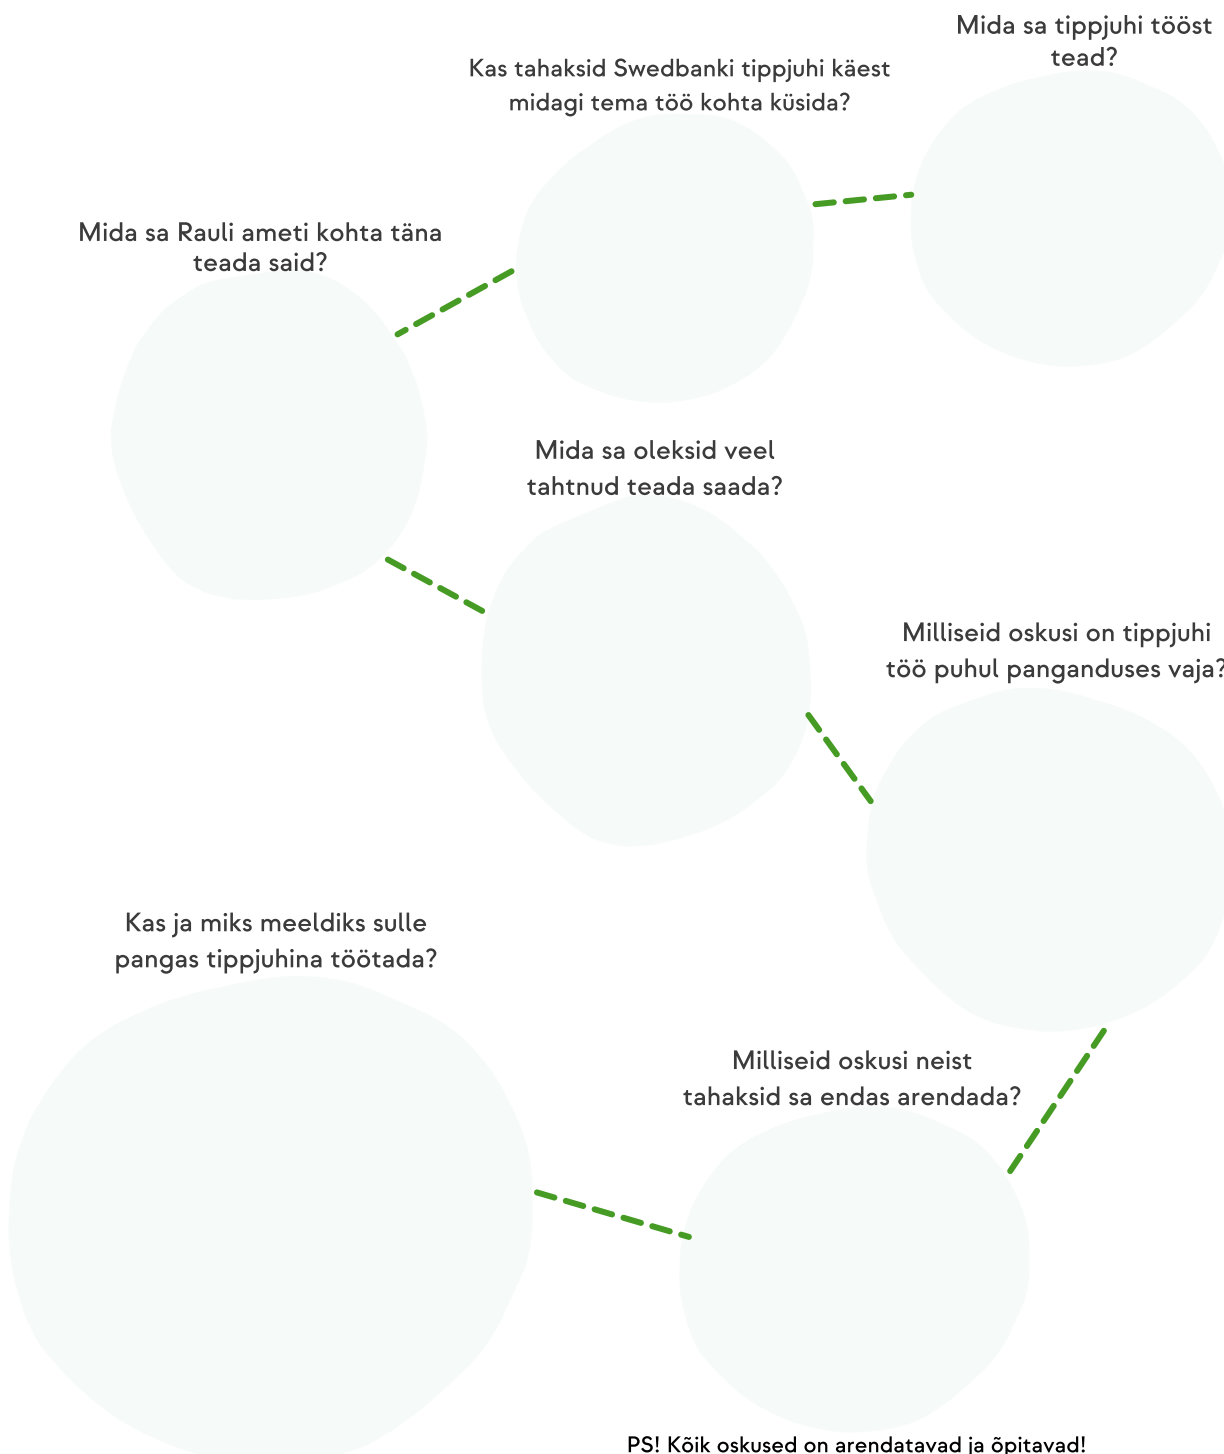 Mida sa tippjuhi tööst
tead?
Kas tahaksid Swedbanki tippjuhi käest
midagi tema töö kohta küsida?
Mida sa Rauli ameti kohta täna
teada said?
Mida sa oleksid veel
tahtnud teada saada?
Milliseid oskusi on tippjuhi
töö puhul panganduses vaja?
Milliseid oskusi neist
tahaksid sa endas arendada?
Kas ja miks meeldiks sulle
pangas tippjuhina töötada?
PS! Kõik oskused on arendatavad ja õpitavad!